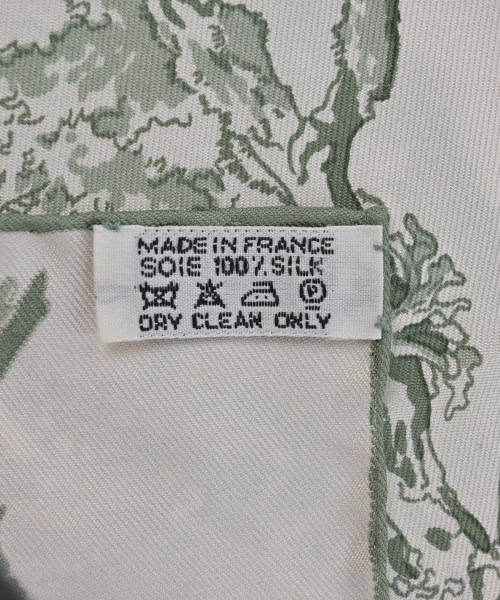 MADE IN FRANCE
SOIE 100% SILK
DRY CLEAN ONLY